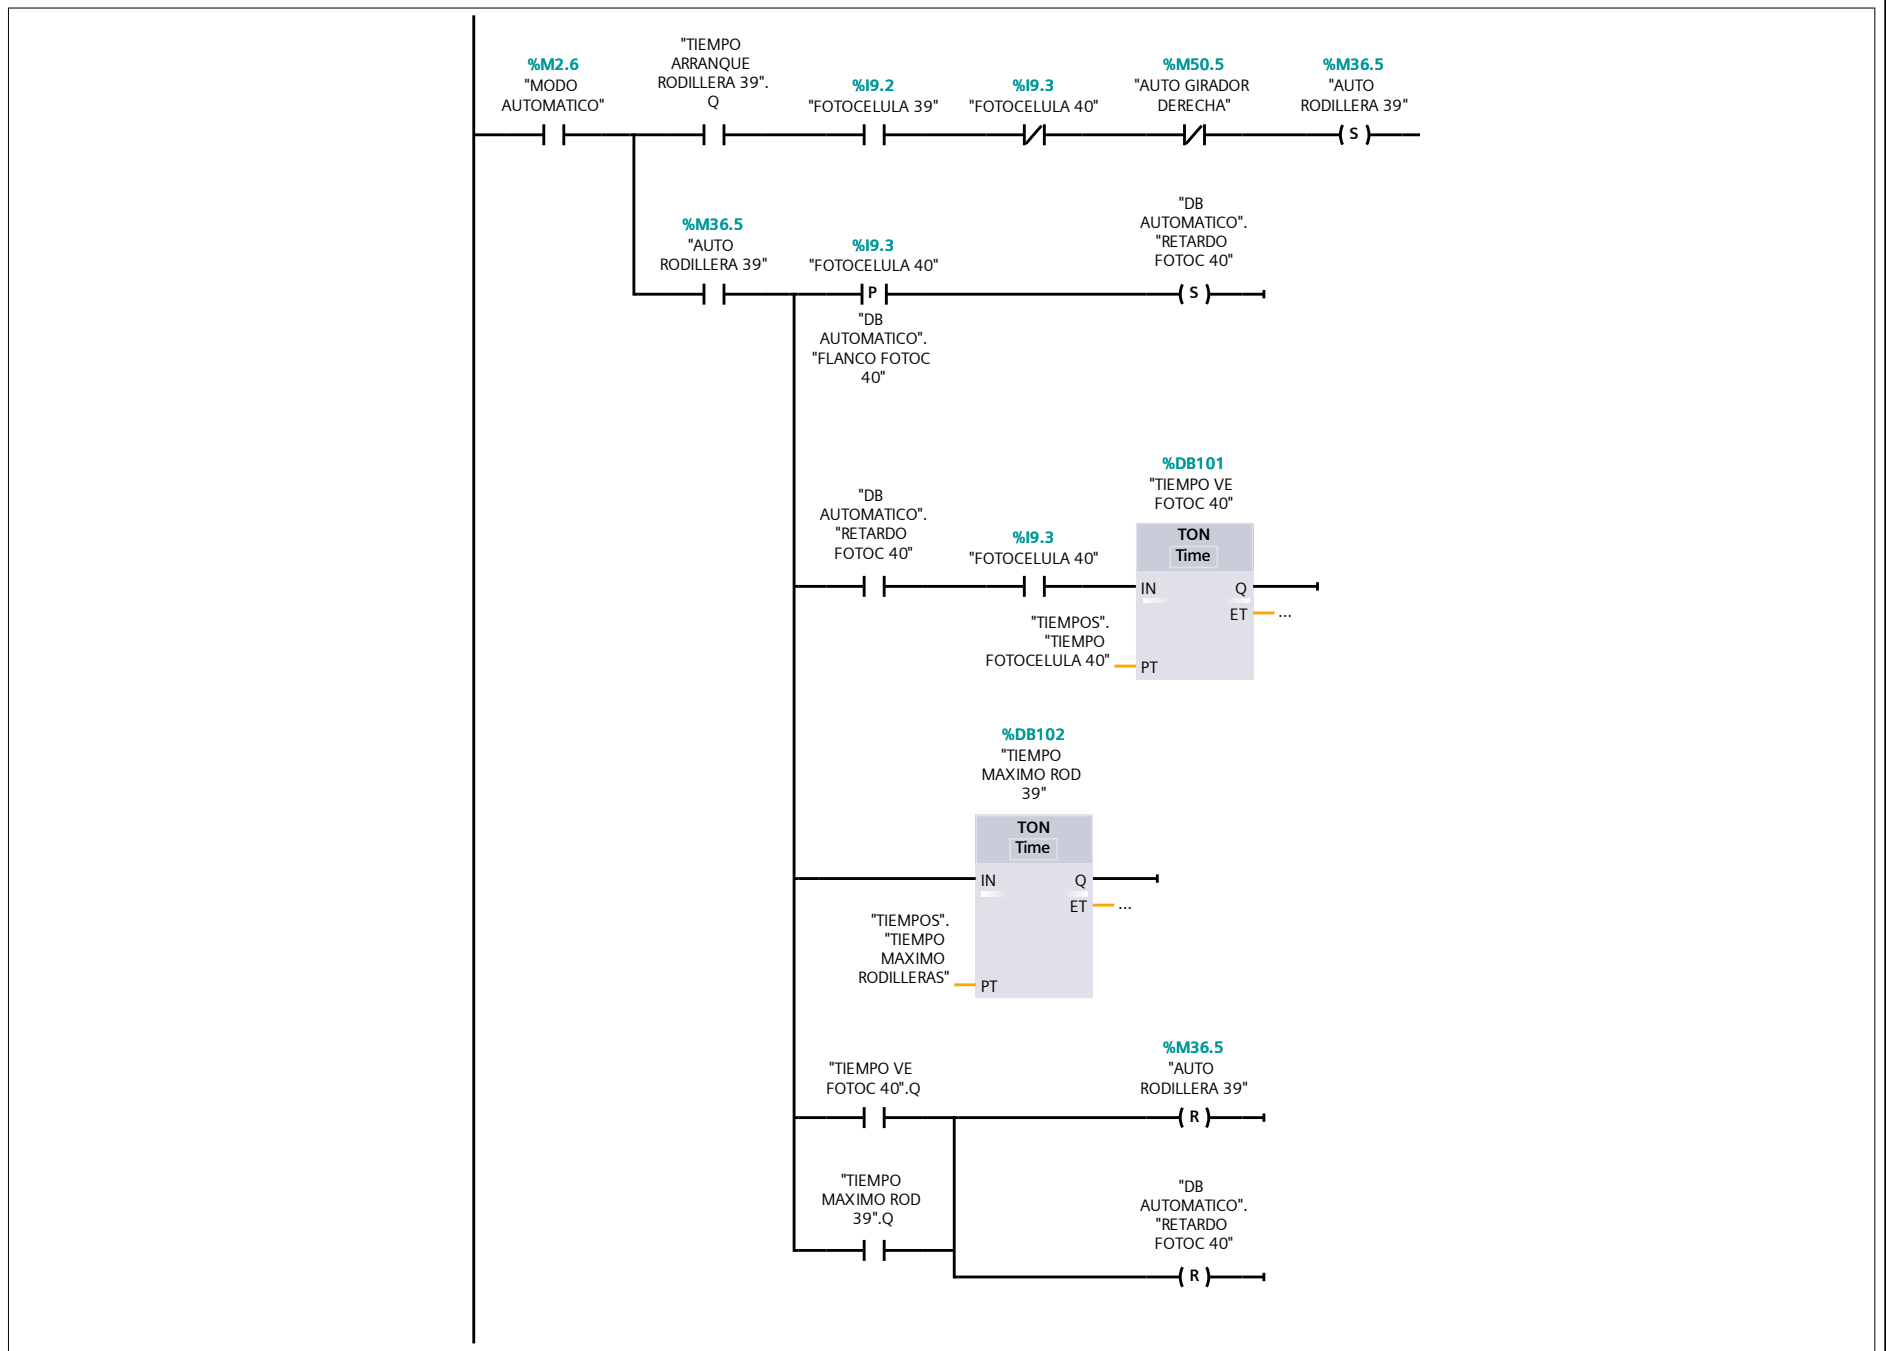 %M2.6
"MODO
AUTOMATICO"
"TIEMPO
ARRANQUE
RODILLERA 39".
Q
%I9.2
"FOTOCELULA 39"
%I9.3
"FOTOCELULA 40"
%M50.5
"AUTO GIRADOR
DERECHA"
%M36.5
"AUTO
RODILLERA 39"
S
%M36.5
"AUTO
RODILLERA 39"
%I9.3
"FOTOCELULA 40"
P
"DB
AUTOMATICO".
"FLANCO FOTOC
40"
"DB
AUTOMATICO".
"RETARDO
FOTOC 40"
S
"DB
AUTOMATICO".
"RETARDO
FOTOC 40"
%I9.3
"FOTOCELULA 40"
%DB101
"TIEMPO VE
FOTOC 40"
TON
Time
IN
Q
ET
...
"TIEMPOS".
"TIEMPO
FOTOCELULA 40"
PT
%DB102
"TIEMPO
MAXIMO ROD
39"
TON
Time
IN
Q
ET
...
"TIEMPOS".
"TIEMPO
MAXIMO
RODILLERAS"
PT
"TIEMPO VE
FOTOC 40".Q
%M36.5
"AUTO
RODILLERA 39"
R
"TIEMPO
MAXIMO ROD
39".Q
"DB
AUTOMATICO".
"RETARDO
FOTOC 40"
R